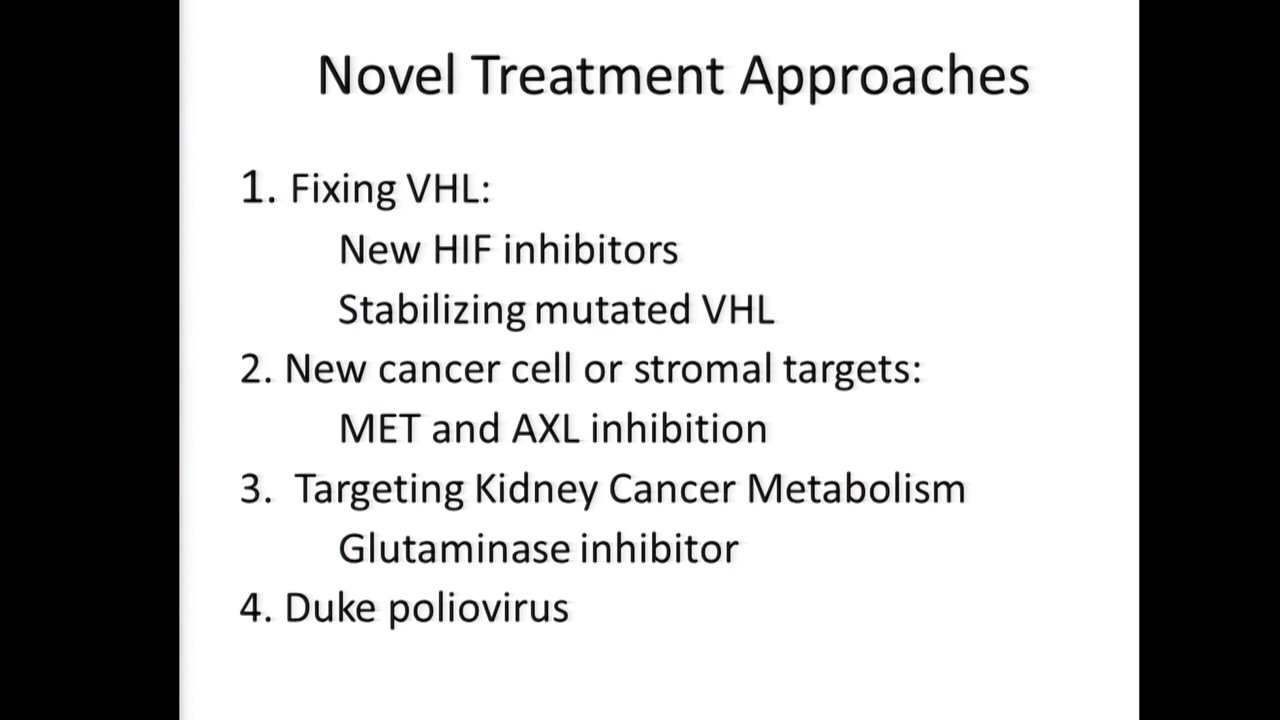 Novel Treatment Approaches
1. Fixing VHL:
New HIF inhibitors
Stabilizing mutated VHL
2. New cancer cell or stromal targets:
MET and AXL inhibition
3. Targeting Kidney Cancer Metabolism
Glutaminase inhibitor
4. Duke poliovirus